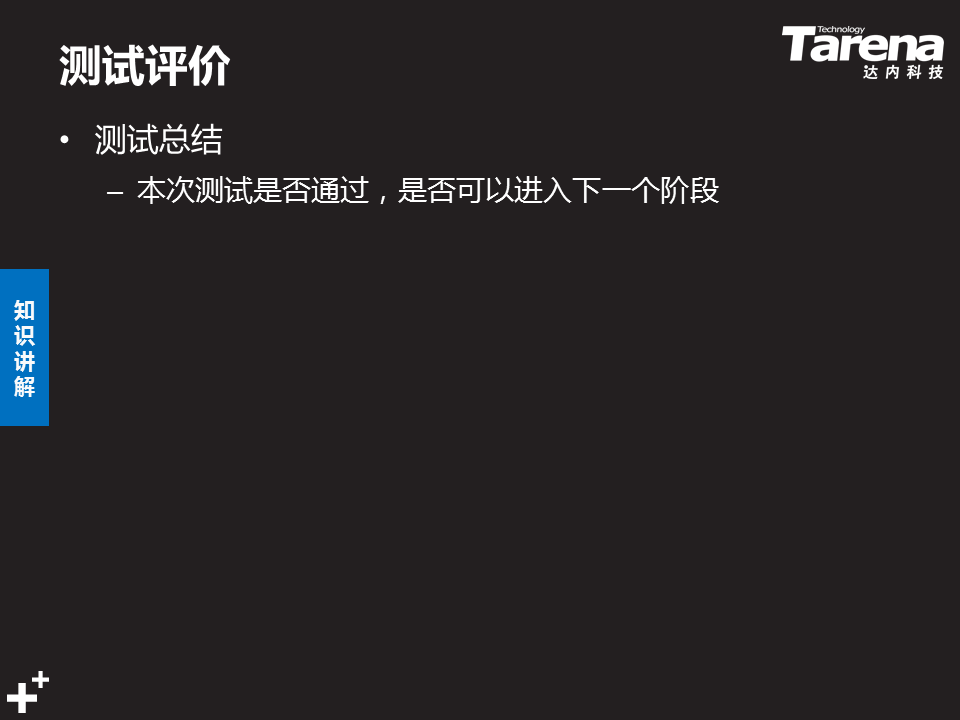 测试评价
Technology
Tarena
达内科技
• 测试总结
– 本次测试是否通过，是否可以进入下一个阶段
知
识
讲
解